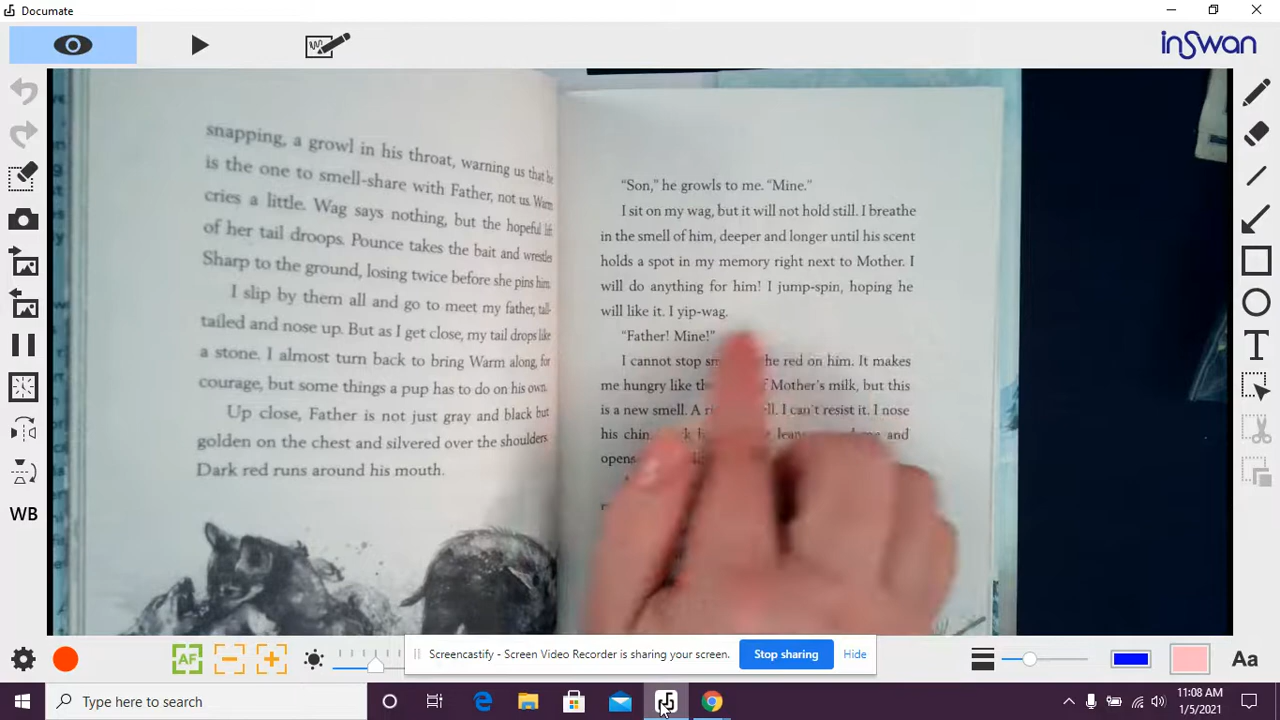 Documate
inswan
snapping, a growl in his throat, warning us that he
is the one to smell-share with Father, not us. Warm
cries a little. Wag says nothing, but the hopeful lift
of her tail droops. Pounce takes the bait and wrestles
Sharp to the ground, losing twice before she pins him.
I slip by them all and go to meet my father, tall-
tailed and nose up. But as I get close, my tail drops like
a stone. I almost turn back to bring Warm along, for
courage, but some things a pup has to do on his own.
Up close, Father is not just gray and black but
golden on the chest and silvered over the shoulders.
Dark red runs around his mouth.
“Son,” he growls to me. “Mine.”
I sit on my wag, but it will not hold still. I breathe
in the smell of him, deeper and longer until his scent
holds a spot in my memory right next to Mother. I
will do anything for him! I jump-spin, hoping he
will like it. I yip-wag.
“Father! Mine!”
I cannot stop red on him. It makes
me hungry like Mother's milk, but this
is a new smell. A I can't resist it. I nose
his chin and
opens
WB
T
Aa
Screencastify - Screen Video Recorder is sharing your screen.
Stop sharing
Hide
Type here to search
11:08 AM
1/5/2021